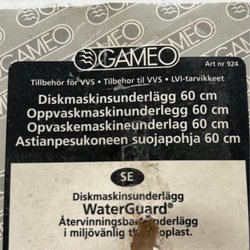 GAMEO
Art nr 924
Tillbehör för VVS • Tilbehør til VVS • LVI-tarvikkeet
Diskmaskinsunderlägg 60 cm
Oppvaskmaskinunderlegg 60 cm
Opvaskemaskineunderlag 60 cm
Astianpesukoneen suojapohja 60 cm
SE
Diskmaskinsunderlägg
WaterGuard®
Återvinningsbart underlägg
i miljövänlig termoplast.